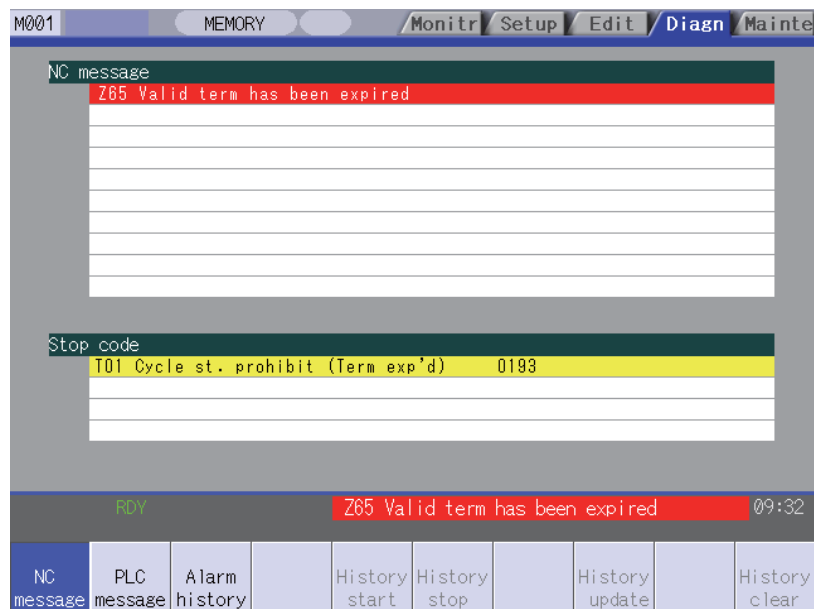 M001 MEMORY Monitr Setup Edit Diagn Mainte
NC message
Z65 Valid term has been expired
Stop code
T01 Cycle st. prohibit (Term exp'd) 0193
RDY Z65 Valid term has been expired 09:32
NC PLC Alarm History History History History
message message history start stop update clear